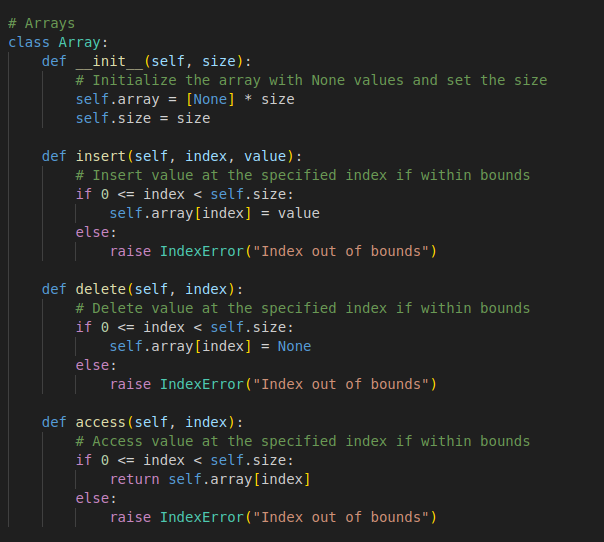 # Arrays
class Array:
    def __init__(self, size):
        # Initialize the array with None values and set the size
        self.array = [None] * size
        self.size = size

    def insert(self, index, value):
        # Insert value at the specified index if within bounds
        if 0 <= index < self.size:
            self.array[index] = value
        else:
            raise IndexError("Index out of bounds")

    def delete(self, index):
        # Delete value at the specified index if within bounds
        if 0 <= index < self.size:
            self.array[index] = None
        else:
            raise IndexError("Index out of bounds")

    def access(self, index):
        # Access value at the specified index if within bounds
        if 0 <= index < self.size:
            return self.array[index]
        else:
            raise IndexError("Index out of bounds")